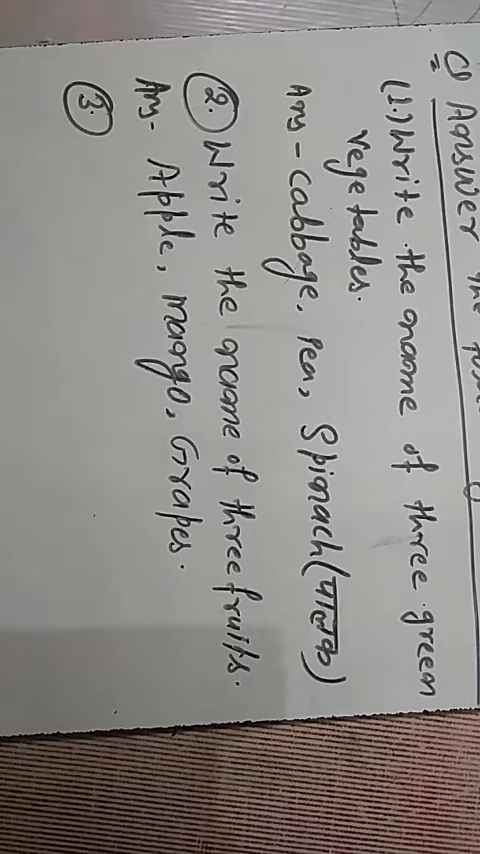 c) Answer the
(1.) Write the name of three green
vegetables.
Ans - Cabbage, Pea, Spinach (पालक)
2. Write the name of three fruits.
Ans - Apple, Mango, Grapes.
3.